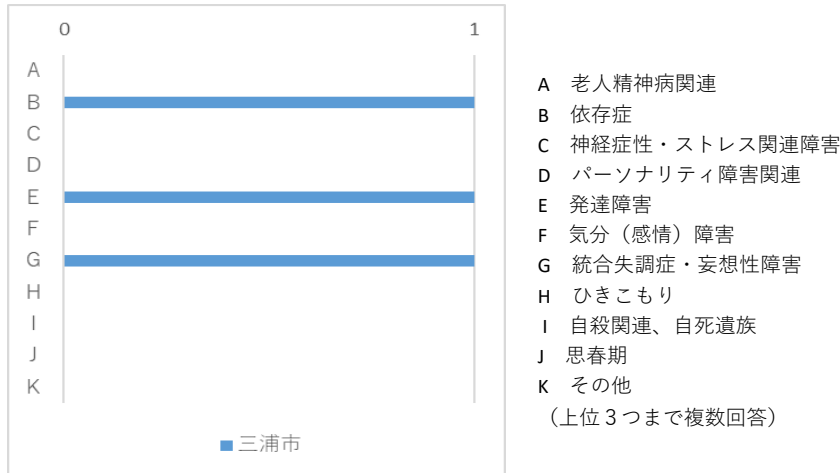 0 1
A
B
C
D
E
F
G
H
I
J
K
三浦市
A 老人精神病関連
B 依存症
C 神経症性・ストレス関連障害
D パーソナリティ障害関連
E 発達障害
F 気分（感情）障害
G 統合失調症・妄想性障害
H ひきこもり
I 自殺関連、自死遺族
J 思春期
K その他
（上位３つまで複数回答）